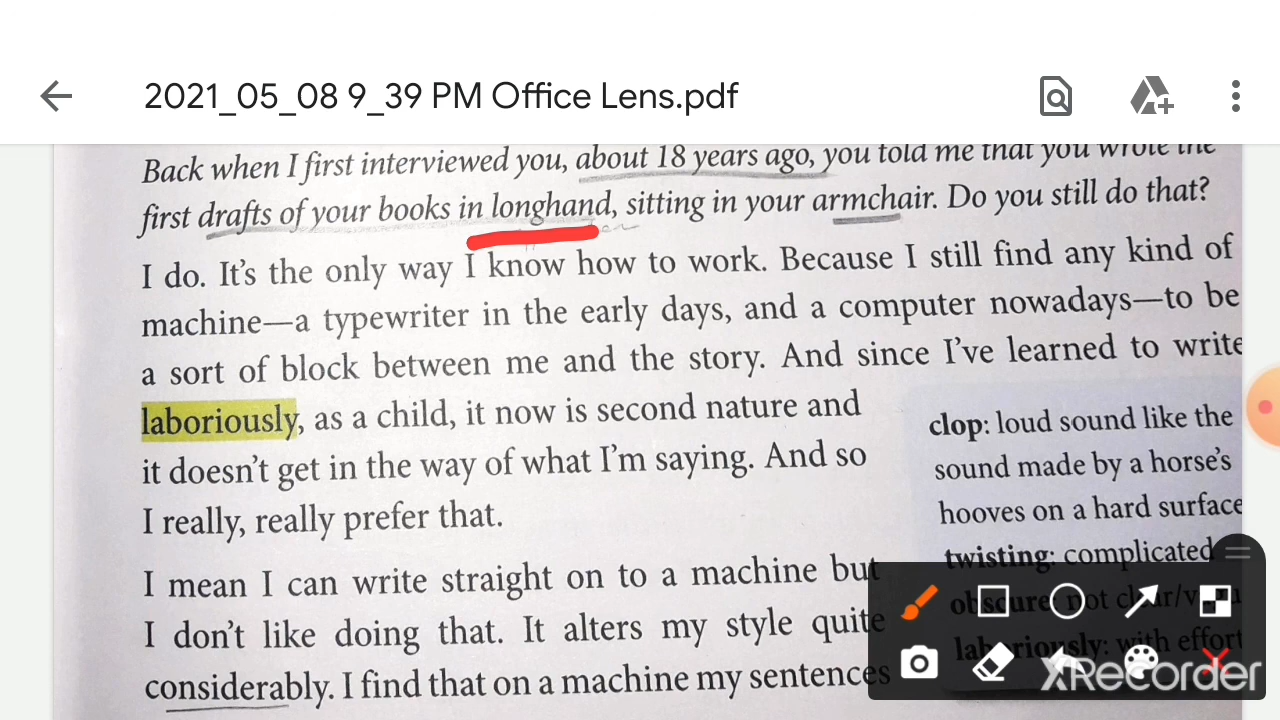 2021_05_08 9_39 PM Office Lens.pdf
Back when I first interviewed you, about 18 years ago, you told me that you wrote the
first drafts of your books in longhand, sitting in your armchair. Do you still do that?
I do. It's the only way I know how to work. Because I still find any kind of
machine—a typewriter in the early days, and a computer nowadays—to be
a sort of block between me and the story. And since I've learned to write
laboriously, as a child, it now is second nature and
it doesn't get in the way of what I'm saying. And so
I really, really prefer that.
I mean I can write straight on to a machine but
I don't like doing that. It alters my style quite
considerably. I find that on a machine my sentences
clop: loud sound like the
sound made by a horse's
hooves on a hard surface
twisting: complicated
obscure: not clear/
laboriously: with effort
XRecorder